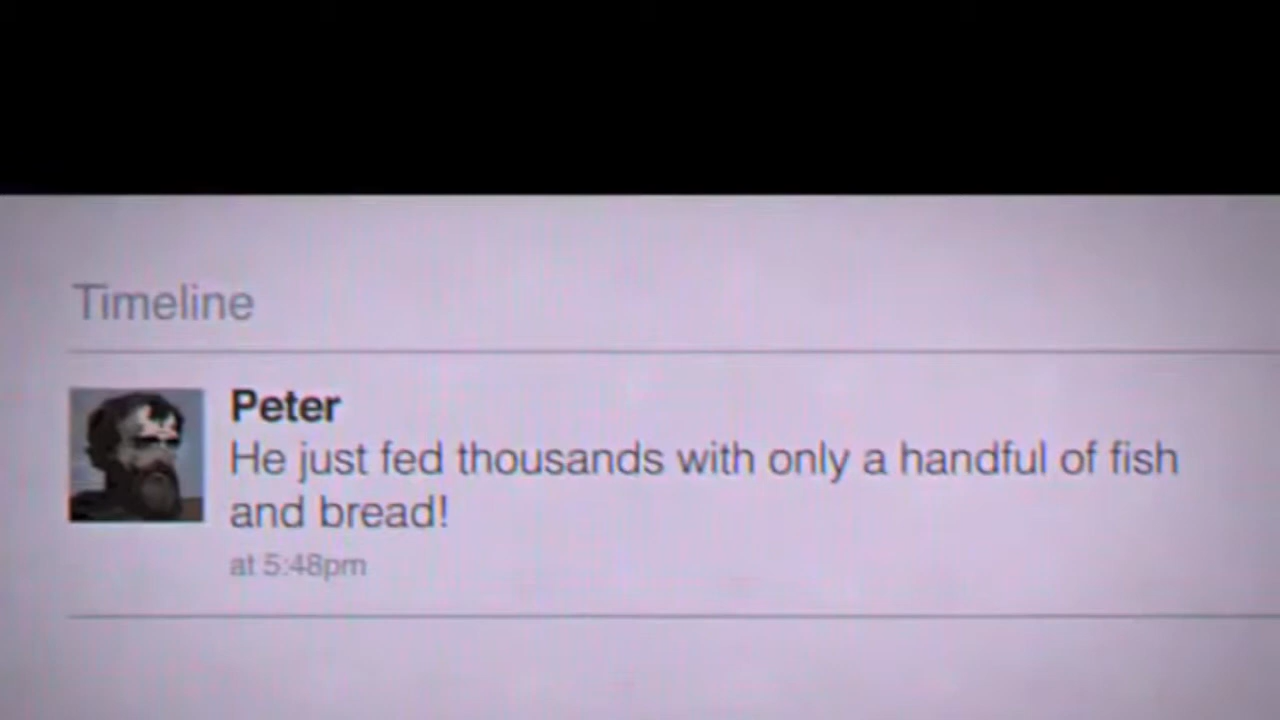 Timeline
Peter
He just fed thousands with only a handful of fish
and bread!
at 5:48pm